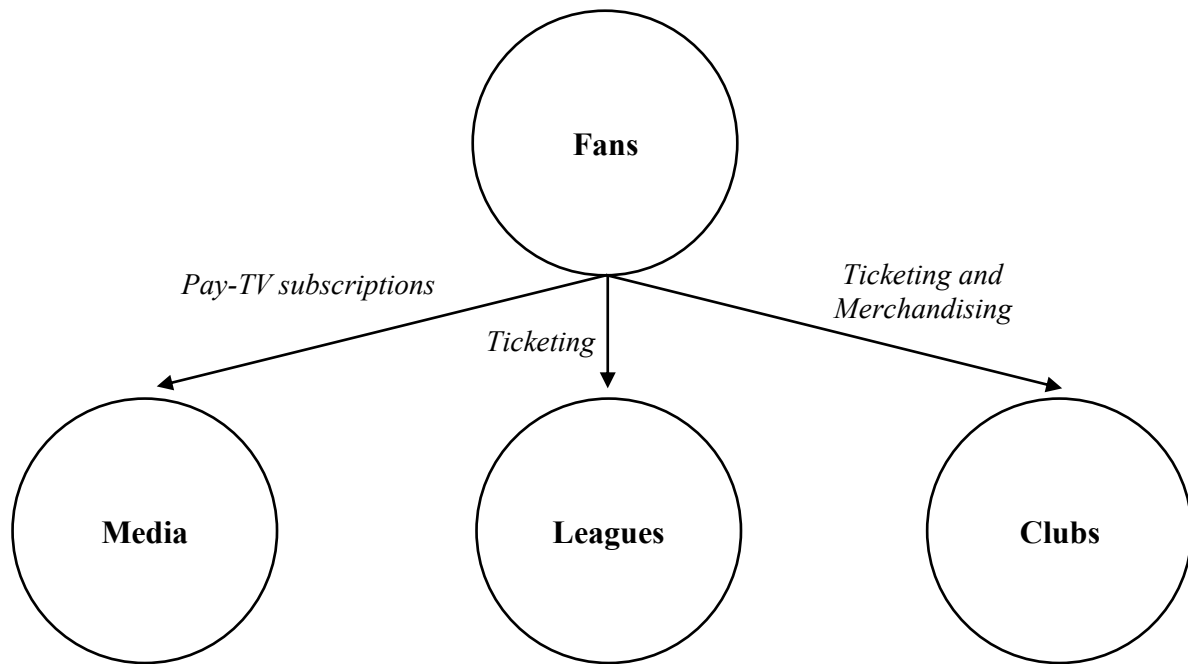 Fans
Pay-TV subscriptions
Ticketing and
Merchandising
Ticketing
Media
Leagues
Clubs